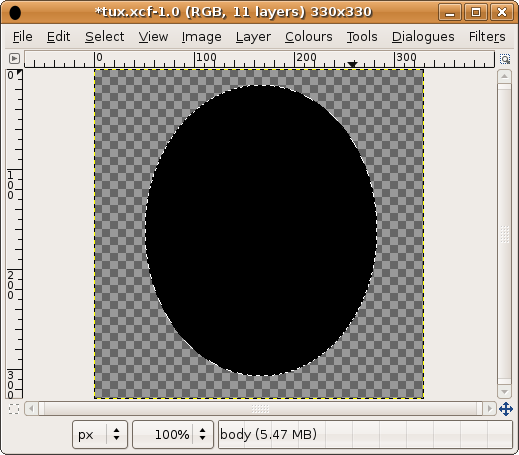 *tux.xcf-1.0 (RGB, 11 layers) 330x330
File Edit Select View Image Layer Colours Tools Dialogues Filters
0 100 200 300
0
100
200
300
px 100% body (5.47 MB)